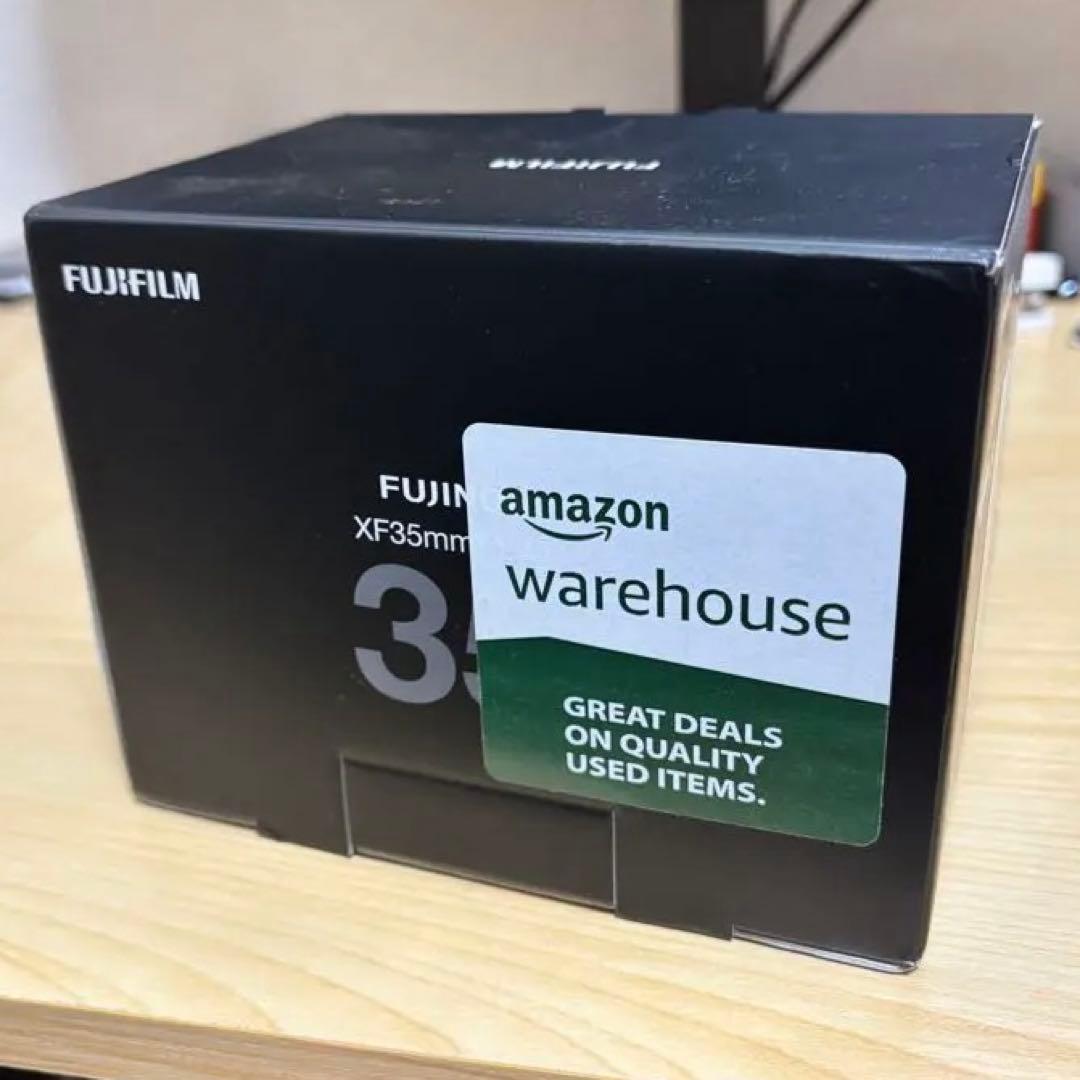 FUJIFILM
FUJIFILM
FUJIN
XF35mm
35
amazon
warehouse
GREAT DEALS
ON QUALITY
USED ITEMS.